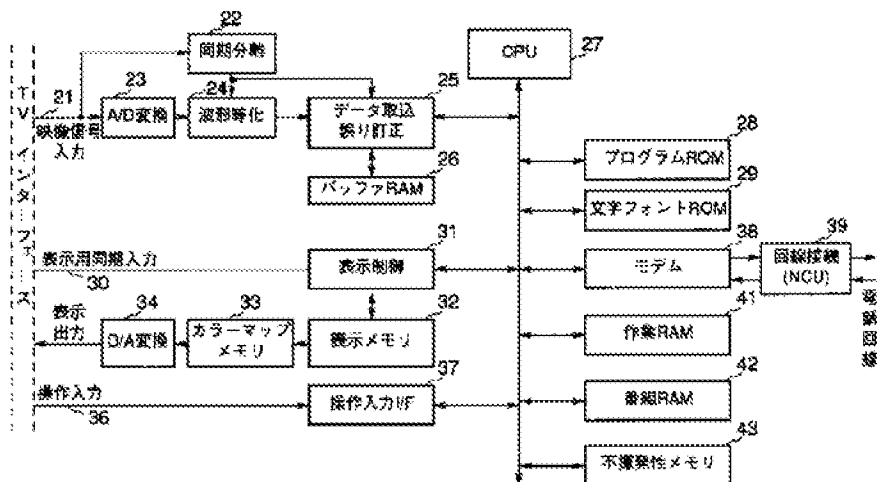 22
同期分離
CPU
27
TV インターフェース
21
23
A/D変換
24
波形等化
25
データ取込
誤り訂正
映像信号
入力
26
バッファRAM
28
プログラムROM
29
文字フォントROM
31
表示制御
表示用同期入力
30
38
モデム
39
回線接続
(NCU)
電話回線
表示
出力
34
D/A変換
33
カラーマップ
メモリ
32
表示メモリ
41
作業RAM
37
操作入力I/F
操作入力
36
42
番組RAM
43
不揮発性メモリ